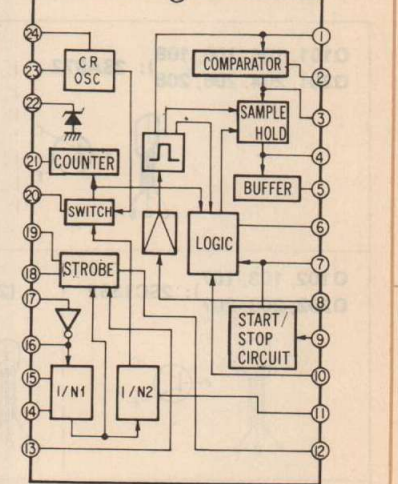 24
C R
OSC
23
22
21
COUNTER
20
SWITCH
19
18
STROBE
17
16
15
14
13
1/N1
1/N2
1
COMPARATOR
2
SAMPLE
HOLD
3
4
BUFFER
5
LOGIC
6
7
8
START/
STOP
CIRCUIT
9
10
11
12